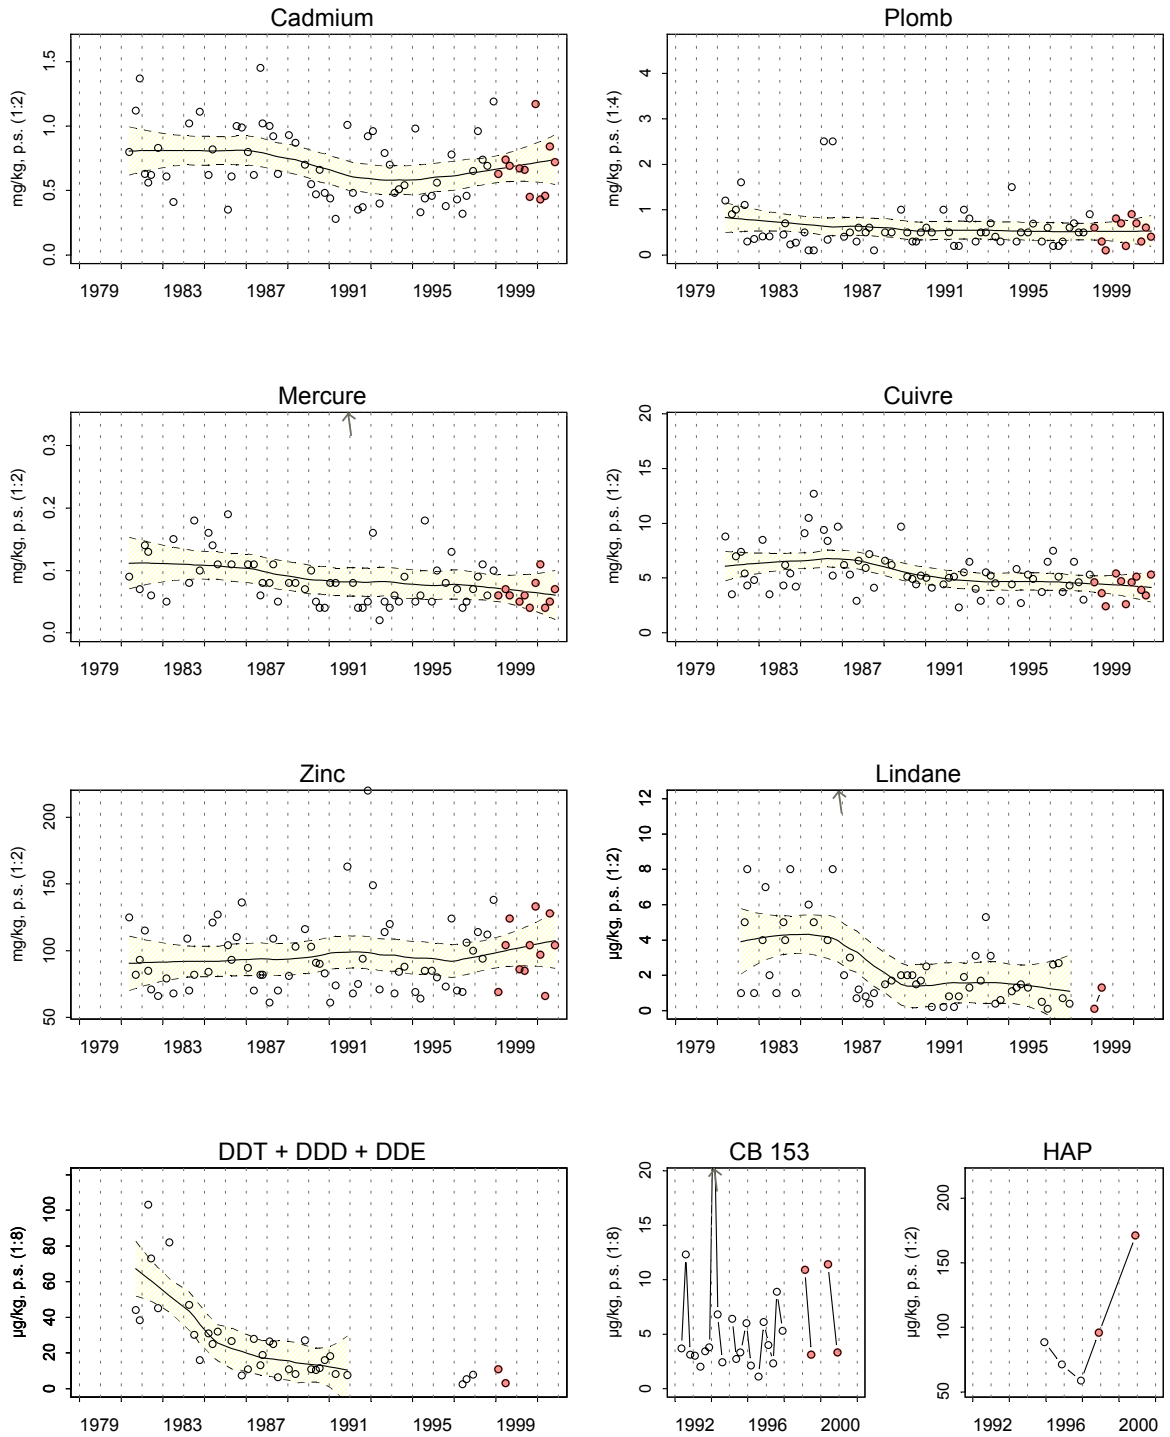 Cadmium
mg/kg, p.s. (1:2)
0.0 0.5 1.0 1.5
1979 1983 1987 1991 1995 1999
Plomb
mg/kg, p.s. (1:4)
0 1 2 3 4
1979 1983 1987 1991 1995 1999
Mercure
mg/kg, p.s. (1:2)
0.0 0.1 0.2 0.3
1979 1983 1987 1991 1995 1999
Cuivre
mg/kg, p.s. (1:2)
0 5 10 15 20
1979 1983 1987 1991 1995 1999
Zinc
mg/kg, p.s. (1:2)
50 100 150 200
1979 1983 1987 1991 1995 1999
Lindane
µg/kg, p.s. (1:2)
0 2 4 6 8 10 12
1979 1983 1987 1991 1995 1999
DDT + DDD + DDE
µg/kg, p.s. (1:8)
0 20 40 60 80 100
1979 1983 1987 1991 1995 1999
CB 153
µg/kg, p.s. (1:8)
0 5 10 15 20
1992 1996 2000
HAP
µg/kg, p.s. (1:2)
50 100 150 200
1992 1996 2000